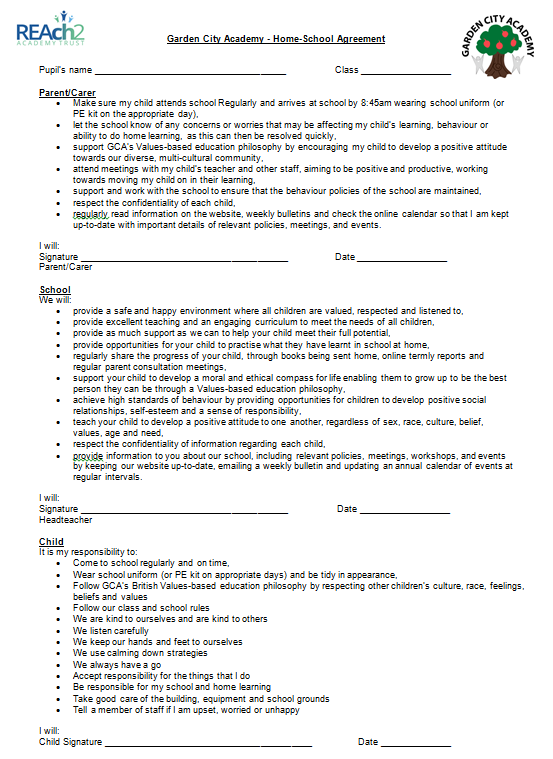 REAch2
ACADEMY TRUST
GARDEN CITY ACADEMY
Garden City Academy - Home-School Agreement
Pupil's name ________________________________ Class ____________________
Parent/Carer
• Make sure my child attends school Regularly and arrives at school by 8:45am wearing school uniform (or
PE kit on the appropriate day),
• let the school know of any concerns or worries that may be affecting my child's learning, behaviour or
ability to do home learning, as this can then be resolved quickly,
• support GCA's Values-based education philosophy by encouraging my child to develop a positive attitude
towards our diverse, multi-cultural community,
• attend meetings with my child's teacher and other staff, aiming to be positive and productive, working
towards moving my child on in their learning,
• support and work with the school to ensure that the behaviour policies of the school are maintained,
• respect the confidentiality of each child,
• regularly read information on the website, weekly bulletins and check the online calendar so that I am kept
up-to-date with important details of relevant policies, meetings, and events.
I will:
Signature ________________________________ Date ____________________
Parent/Carer
School
We will:
• provide a safe and happy environment where all children are valued, respected and listened to,
• provide excellent teaching and an engaging curriculum to meet the needs of all children,
• provide as much support as we can to help your child meet their full potential,
• provide opportunities for your child to practise what they have learnt in school at home,
• regularly share the progress of your child, through books being sent home, online termly reports and
regular parent consultation meetings,
• support your child to develop a moral and ethical compass for life enabling them to grow up to be the best
person they can be through a Values-based education philosophy,
• achieve high standards of behaviour by providing opportunities for children to develop positive social
relationships, self-esteem and a sense of responsibility,
• teach your child to develop a positive attitude to one another, regardless of sex, race, culture, belief,
values, age and need,
• respect the confidentiality of information regarding each child,
• provide information to you about our school, including relevant policies, meetings, workshops, and events
by keeping our website up-to-date, emailing a weekly bulletin and updating an annual calendar of events at
regular intervals.
I will:
Signature ________________________________ Date ____________________
Headteacher
Child
It is my responsibility to:
• Come to school regularly and on time,
• Wear school uniform (or PE kit on appropriate days) and be tidy in appearance,
• Follow GCA's British Values-based education philosophy by respecting other children's culture, race, feelings,
beliefs and values
• Follow our class and school rules
• We are kind to ourselves and are kind to others
• We listen carefully
• We keep our hands and feet to ourselves
• We use calming down strategies
• We always have a go
• Accept responsibility for the things that I do
• Be responsible for my school and home learning
• Take good care of the building, equipment and school grounds
• Tell a member of staff if I am upset, worried or unhappy
I will:
Child Signature ________________________________ Date ________________